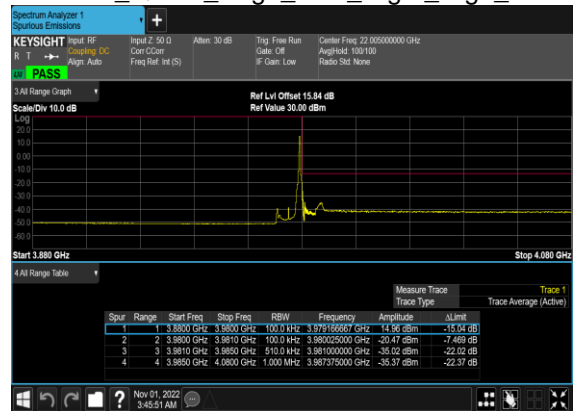 Spectrum Analyzer 1
Spurious Emissions
+
KEYSIGHT Input: RF Input Z: 50 Ω Atten: 30 dB Trig: Free Run Center Freq: 22.005000000 GHz
R T Coupling: DC Corr CCorr Gate: Off Avg|Hold: 100/100
Align: Auto Freq Ref: Int (S) IF Gain: Low Radio Std: None
PASS
3 All Range Graph
Ref Lvl Offset 15.84 dB
Scale/Div 10.0 dB Ref Value 30.00 dBm
Log
20.0
10.0
0.00
-10.0
-20.0
-30.0
-40.0
-50.0
-60.0
Start 3.880 GHz Stop 4.080 GHz
4 All Range Table
Measure Trace Trace 1
Trace Type Trace Average (Active)
Spur Range Start Freq Stop Freq RBW Frequency Amplitude ΔLimit
1 1 3.8800 GHz 3.9800 GHz 100.0 kHz 3.979166667 GHz 14.96 dBm -15.04 dB
2 2 3.9800 GHz 3.9810 GHz 100.0 kHz 3.980025000 GHz -20.47 dBm -7.469 dB
3 3 3.9810 GHz 3.9850 GHz 510.0 kHz 3.981000000 GHz -35.02 dBm -22.02 dB
4 4 3.9850 GHz 4.0800 GHz 1.000 MHz 3.987375000 GHz -35.37 dBm -22.37 dB
? Nov 01, 2022
3:45:51 AM